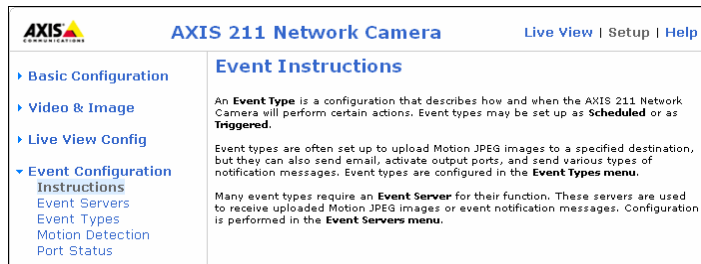 AXIS
COMMUNICATIONS
AXIS 211 Network Camera
Live View | Setup | Help
Basic Configuration
Video & Image
Live View Config
Event Configuration
Instructions
Event Servers
Event Types
Motion Detection
Port Status
Event Instructions
An Event Type is a configuration that describes how and when the AXIS 211 Network
Camera will perform certain actions. Event types may be set up as Scheduled or as
Triggered.
Event types are often set up to upload Motion JPEG images to a specified destination,
but they can also send email, activate output ports, and send various types of
notification messages. Event types are configured in the Event Types menu.
Many event types require an Event Server for their function. These servers are used
to receive uploaded Motion JPEG images or event notification messages. Configuration
is performed in the Event Servers menu.